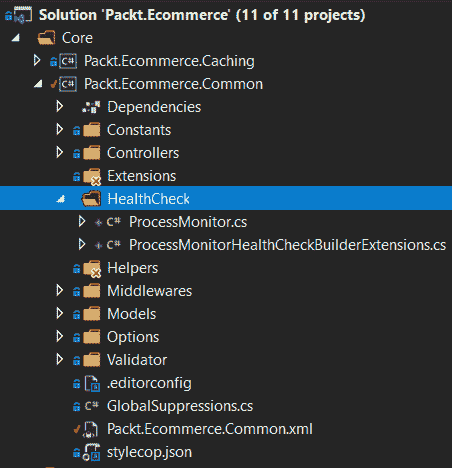 Solution 'Packt.Ecommerce' (11 of 11 projects)
Core
C# Packt.Ecommerce.Caching
C# Packt.Ecommerce.Common
Dependencies
Constants
Controllers
Extensions
HealthCheck
C# ProcessMonitor.cs
C# ProcessMonitorHealthCheckBuilderExtensions.cs
Helpers
Middlewares
Models
Options
Validator
.editorconfig
C# GlobalSuppressions.cs
Packt.Ecommerce.Common.xml
stylecop.json